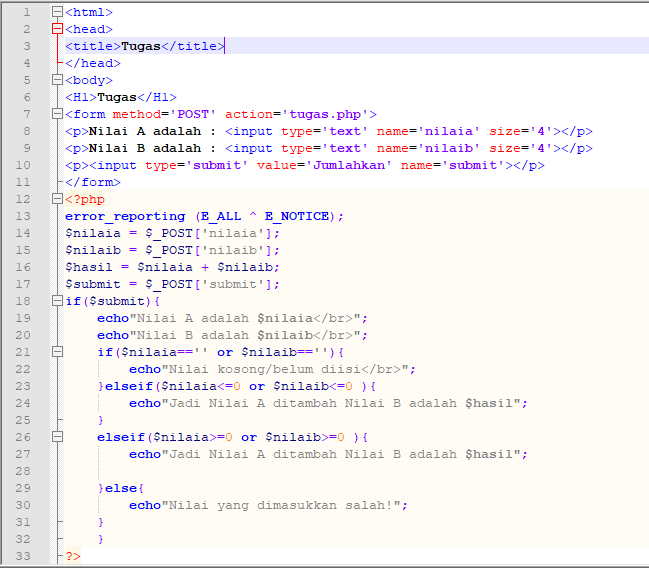 1 <html>
2 <head>
3 <title>Tugas</title>
4 </head>
5 <body>
6 <H1>Tugas</H1>
7 <form method='POST' action='tugas.php'>
8 <p>Nilai A adalah : <input type='text' name='nilaia' size='4'></p>
9 <p>Nilai B adalah : <input type='text' name='nilaib' size='4'></p>
10 <p><input type='submit' value='Jumlahkan' name='submit'></p>
11 </form>
12 <?php
13 error_reporting (E_ALL ^ E_NOTICE);
14 $nilaia = $_POST['nilaia'];
15 $nilaib = $_POST['nilaib'];
16 $hasil = $nilaia + $nilaib;
17 $submit = $_POST['submit'];
18 if($submit){
19     echo"Nilai A adalah $nilaia</br>";
20     echo"Nilai B adalah $nilaib</br>";
21     if($nilaia=='' or $nilaib==''){
22         echo"Nilai kosong/belum diisi</br>";
23     }elseif($nilaia<=0 or $nilaib<=0 ){
24         echo"Jadi Nilai A ditambah Nilai B adalah $hasil";
25     }
26     elseif($nilaia>=0 or $nilaib>=0 ){
27         echo"Jadi Nilai A ditambah Nilai B adalah $hasil";
28
29     }else{
30         echo"Nilai yang dimasukkan salah!";
31     }
32     }
33 ?>